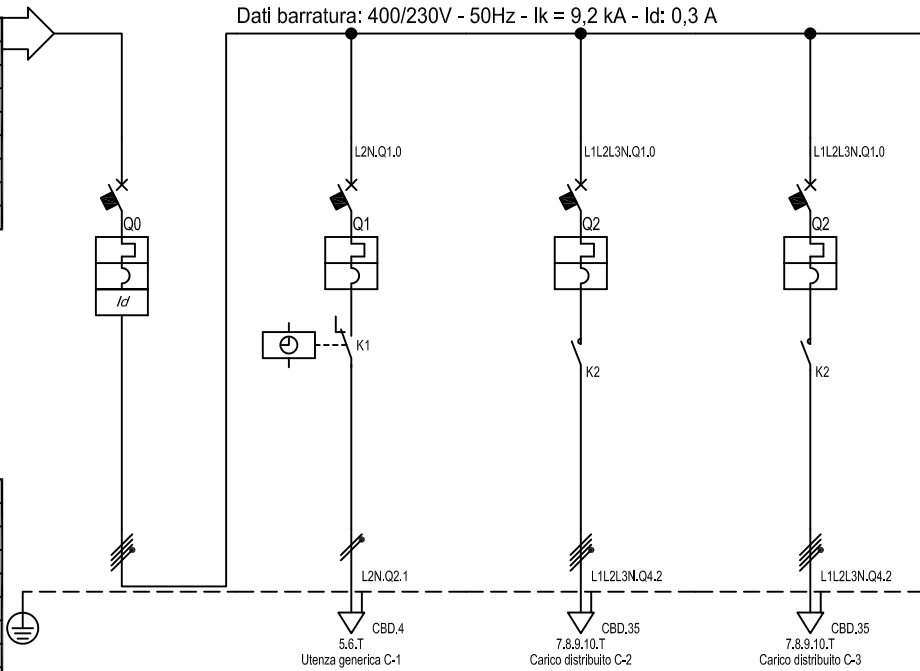 Dati barratura: 400/230V - 50Hz - Ik = 9,2 kA - Id: 0,3 A
L2N.Q1.0
L1L2L3N.Q1.0
L1L2L3N.Q1.0
Q0
Q1
Q2
Q2
Id
K1
K2
K2
L2N.Q2.1
L1L2L3N.Q4.2
L1L2L3N.Q4.2
CBD.4
CBD.35
CBD.35
5.6.T
7.8.9.10.T
7.8.9.10.T
Utenza generica C-1
Carico distribuito C-2
Carico distribuito C-3